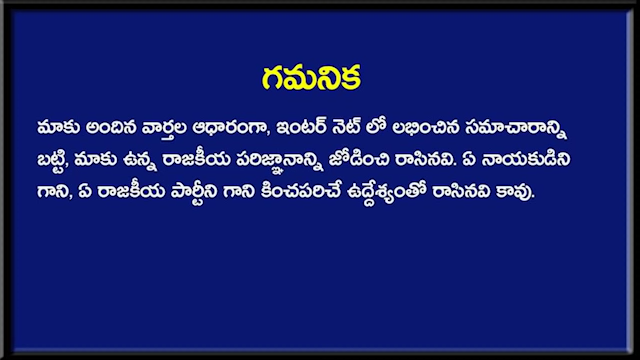 గమనిక
మాకు అందిన వార్తల ఆధారంగా, ఇంటర్ నెట్ లో లభించిన సమాచారాన్ని
బట్టి, మాకు ఉన్న రాజకీయ పరిజ్ఞానాన్ని జోడించి రాసినవి. ఏ నాయకుడిని
గాని, ఏ రాజకీయ పార్టీని గాని కించపరిచే ఉద్దేశ్యంతో రాసినవి కావు.